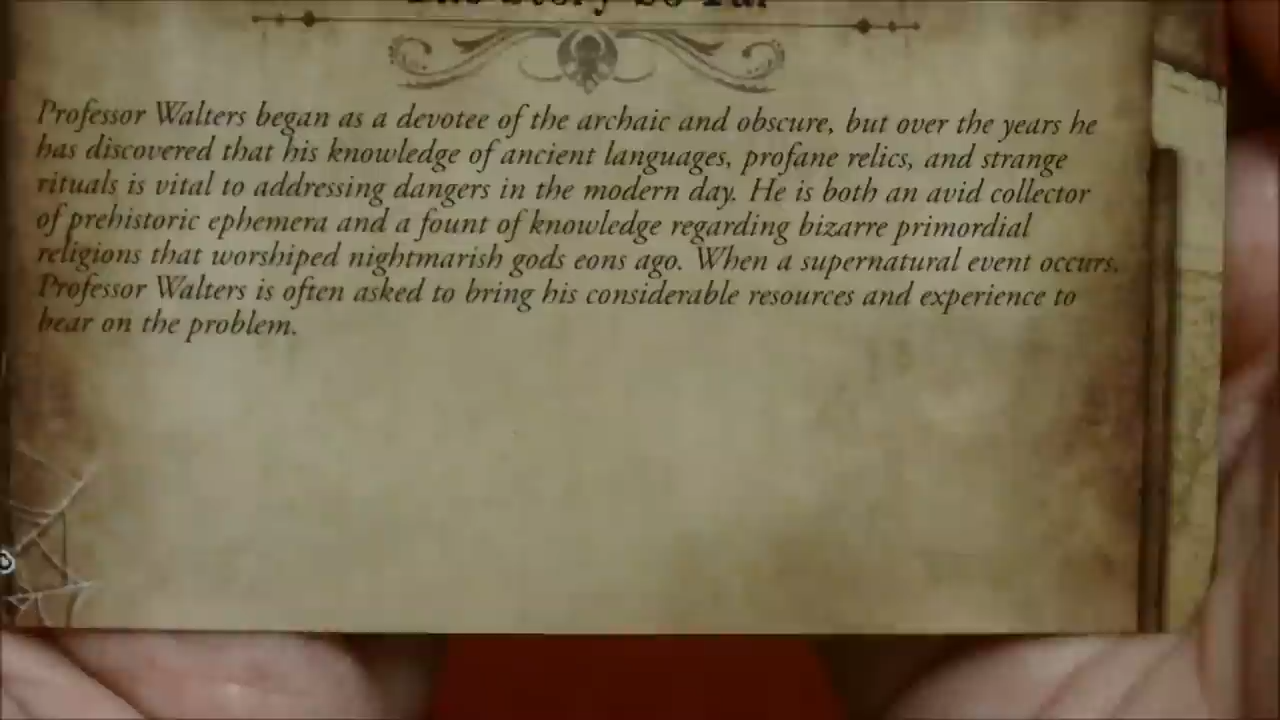 The Story So Far
Professor Walters began as a devotee of the archaic and obscure, but over the years he
has discovered that his knowledge of ancient languages, profane relics, and strange
rituals is vital to addressing dangers in the modern day. He is both an avid collector
of prehistoric ephemera and a fount of knowledge regarding bizarre primordial
religions that worshiped nightmarish gods eons ago. When a supernatural event occurs,
Professor Walters is often asked to bring his considerable resources and experience to
bear on the problem.